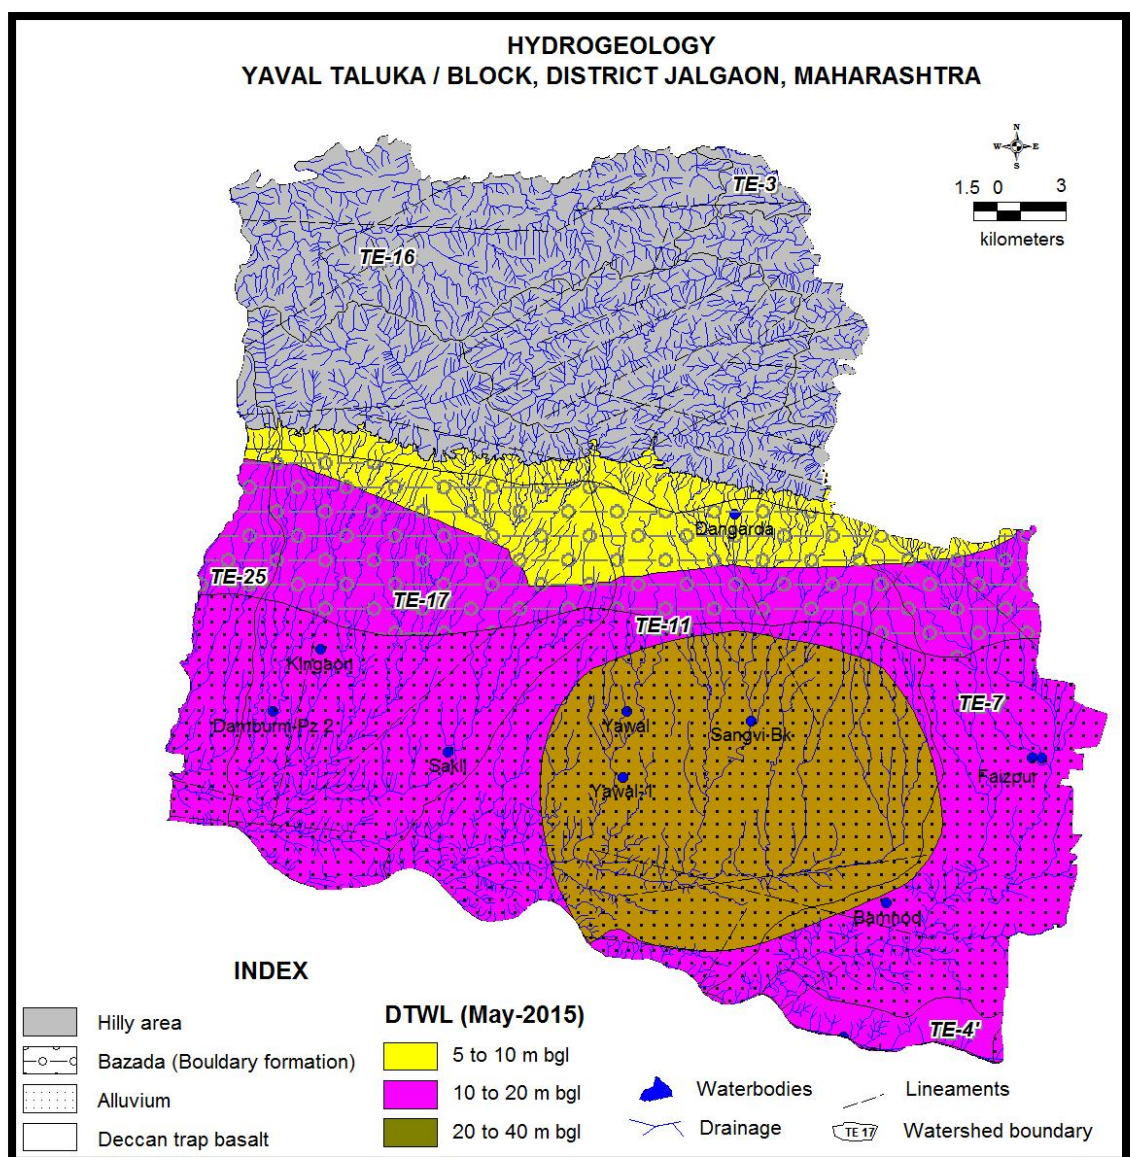 HYDROGEOLOGY
YAVAL TALUKA / BLOCK, DISTRICT JALGAON, MAHARASHTRA
N
W E
S
1.5 0 3
kilometers
TE-3
TE-16
Dangarda
TE-25
TE-17
TE-11
Kingaon
TE-7
Damburni-Pz 2
Yawal
Sangvi-Bk
Sakli
Faizpur
Yawal-1
Bamnod
TE-4'
INDEX
Hilly area
Bazada (Bouldary formation)
Alluvium
Deccan trap basalt
DTWL (May-2015)
5 to 10 m bgl
10 to 20 m bgl
20 to 40 m bgl
Waterbodies
Drainage
Lineaments
TE 17 Watershed boundary